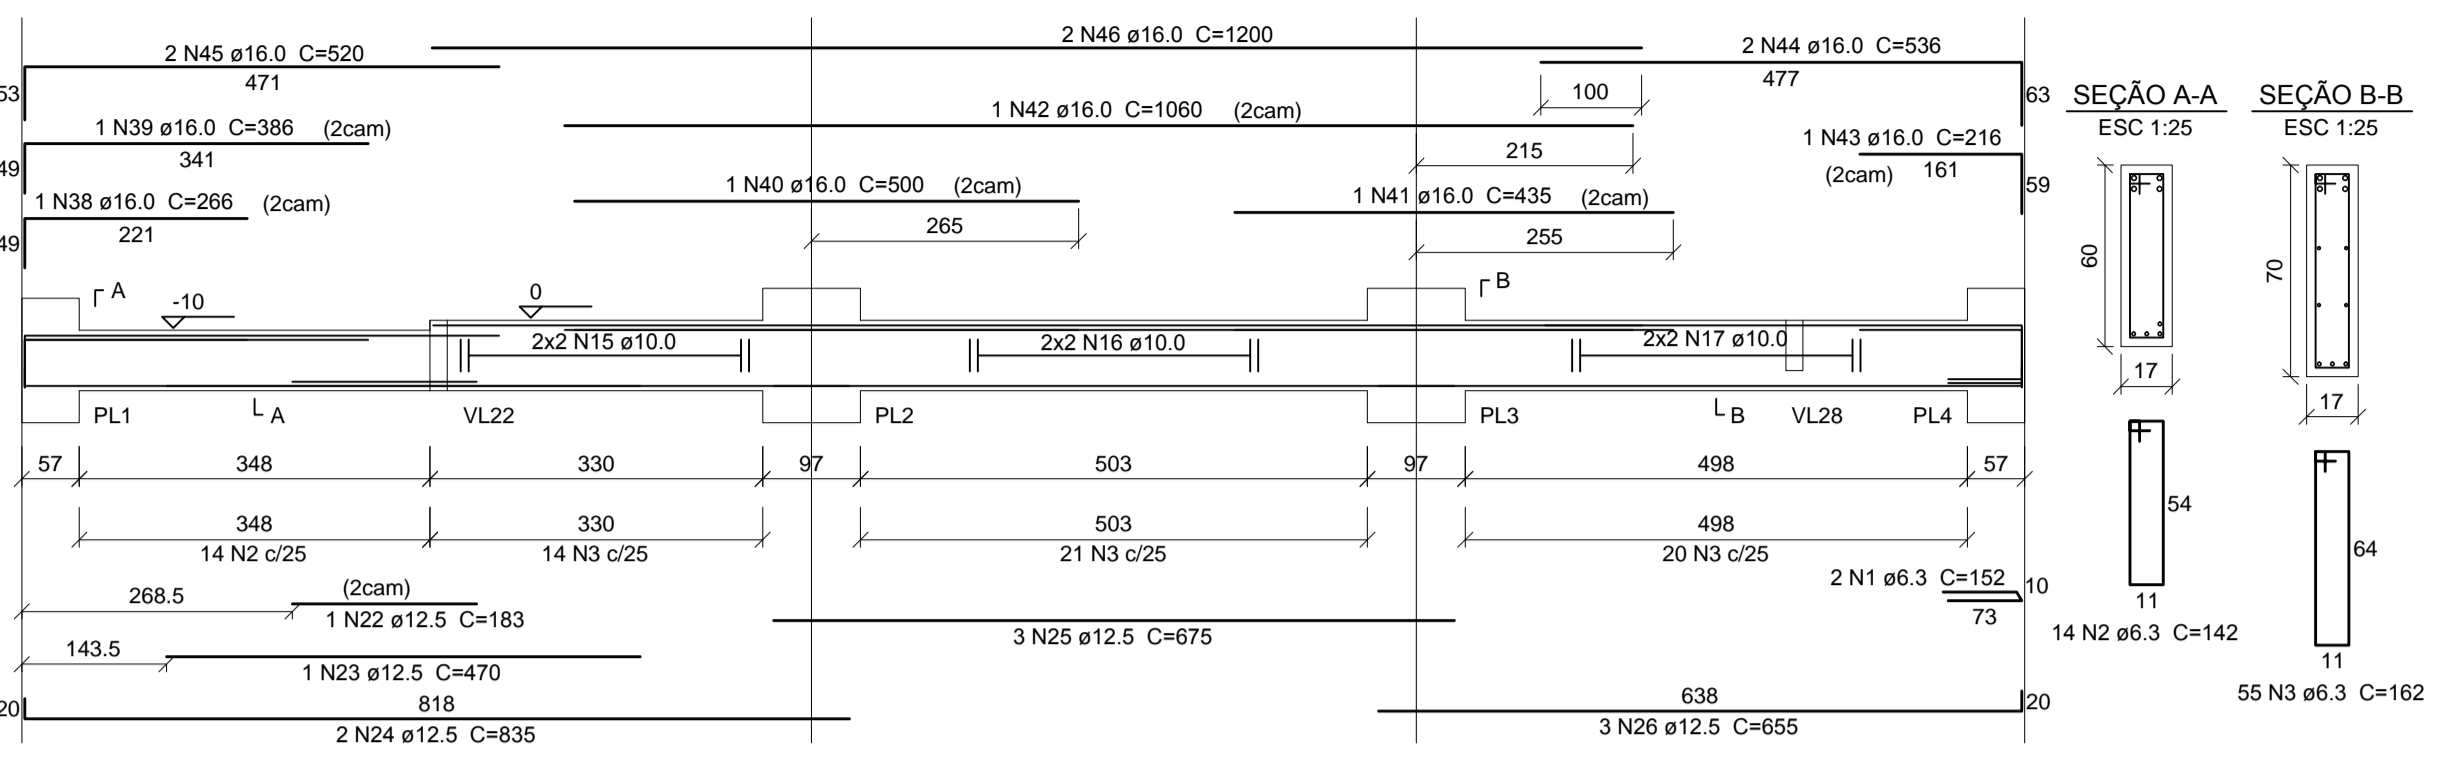 2 N46 ø16.0 C=1200
2 N45 ø16.0 C=520
471
53
2 N44 ø16.0 C=536
477
63
100
1 N42 ø16.0 C=1060 (2cam)
215
1 N39 ø16.0 C=386 (2cam)
341
49
1 N43 ø16.0 C=216
(2cam) 161
59
1 N40 ø16.0 C=500 (2cam)
265
1 N41 ø16.0 C=435 (2cam)
255
1 N38 ø16.0 C=266 (2cam)
221
49
SEÇÃO A-A
ESC 1:25
60
17
SEÇÃO B-B
ESC 1:25
70
17
A
-10
0
B
2x2 N15 ø10.0
2x2 N16 ø10.0
2x2 N17 ø10.0
PL1
A
VL22
PL2
PL3
B
VL28
PL4
57
348
330
97
503
97
498
57
348
14 N2 c/25
330
14 N3 c/25
503
21 N3 c/25
498
20 N3 c/25
268.5
(2cam)
1 N22 ø12.5 C=183
2 N1 ø6.3 C=152
10
73
3 N25 ø12.5 C=675
143.5
1 N23 ø12.5 C=470
20
818
2 N24 ø12.5 C=835
638
20
3 N26 ø12.5 C=655
54
11
14 N2 ø6.3 C=142
64
11
55 N3 ø6.3 C=162